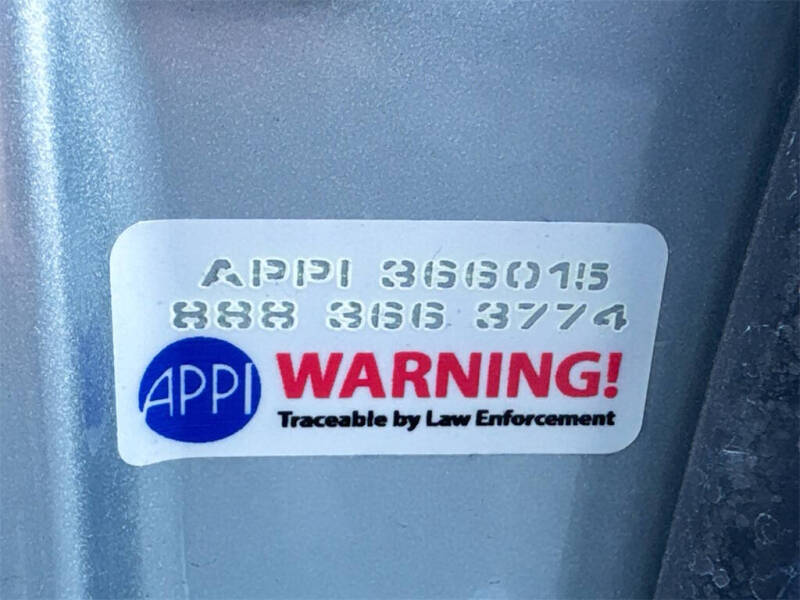 APPI 366015
888 366 3774
APPI WARNING!
Traceable by Law Enforcement